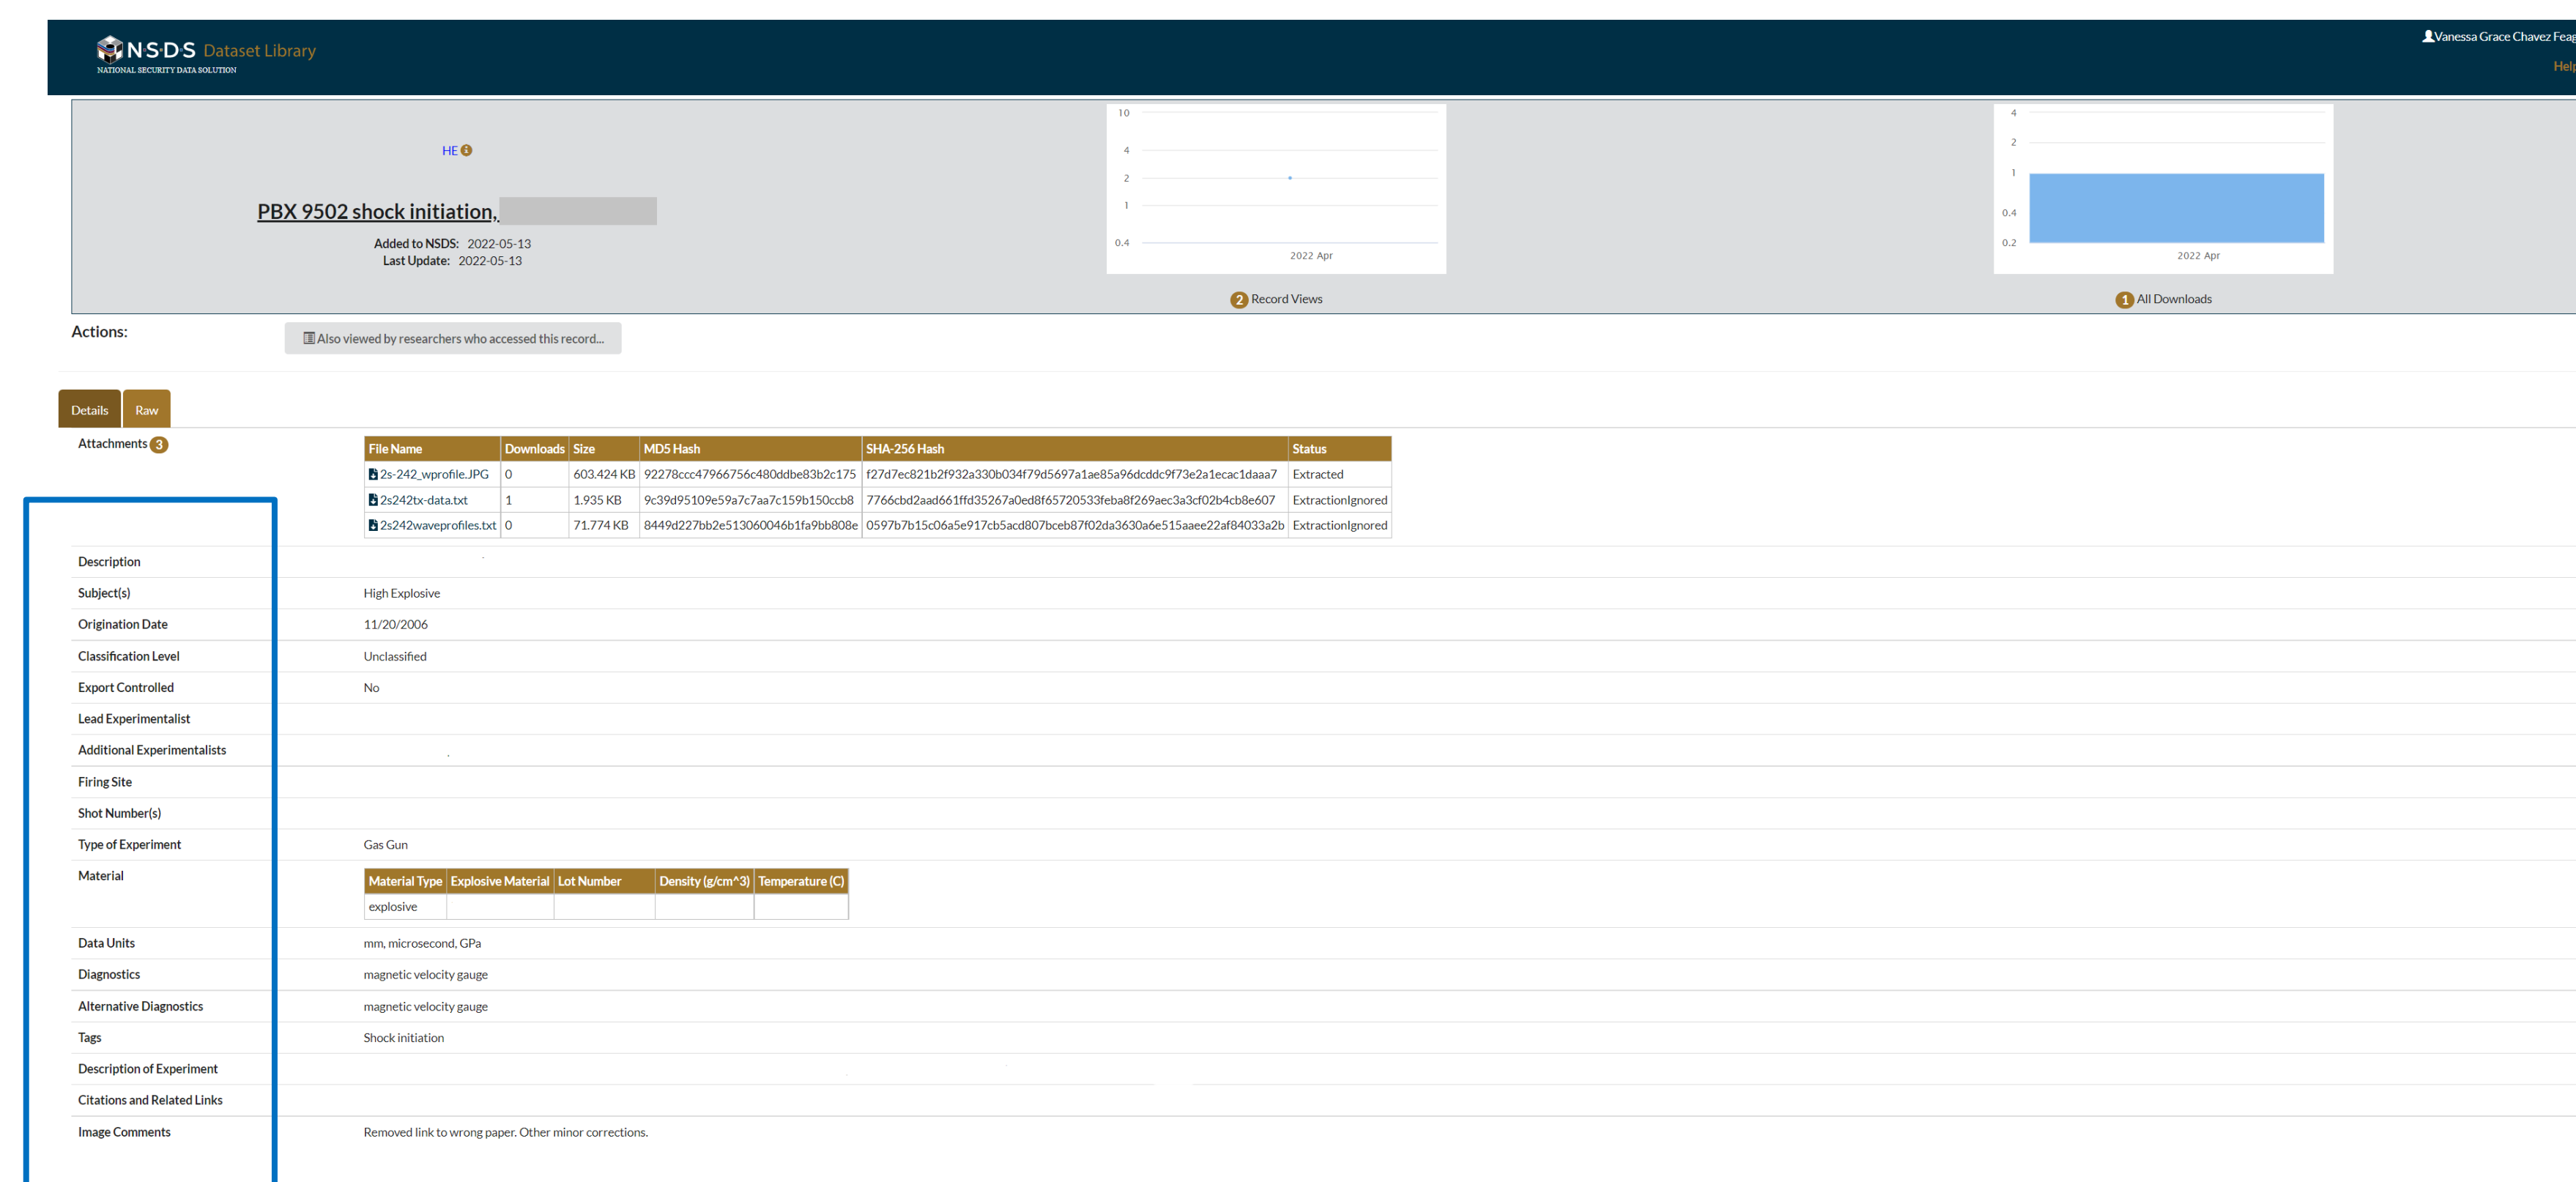 N·S·D·S Dataset Library
NATIONAL SECURITY DATA SOLUTION
Vanessa Grace Chavez Feag
Help
HE
PBX 9502 shock initiation,
Added to NSDS: 2022-05-13
Last Update: 2022-05-13
10
4
2
1
0.4
2022 Apr
2 Record Views
4
2
1
0.4
0.2
2022 Apr
1 All Downloads
Actions:
Also viewed by researchers who accessed this record...
Details Raw
Attachments 3
File Name Downloads Size MD5 Hash SHA-256 Hash Status
2s-242_wprofile.JPG 0 603.424 KB 92278ccc47966756c480ddbe83b2c175 f27d7ec821b2f932a330b034f79d5697a1ae85a96dcddc9f73e2a1ecac1daaa7 Extracted
2s242tx-data.txt 1 1.935 KB 9c39d95109e59a7c7aa7c159b150ccb8 7766cbd2aad661ffd35267a0ed8f65720533feba8f269aec3a3cf02b4cb8e607 ExtractionIgnored
2s242waveprofiles.txt 0 71.774 KB 8449d227bb2e513060046b1fa9bb808e 0597b7b15c06a5e917cb5acd807bceb87f02da3630a6e515aaee22af84033a2b ExtractionIgnored
Description
Subject(s) High Explosive
Origination Date 11/20/2006
Classification Level Unclassified
Export Controlled No
Lead Experimentalist
Additional Experimentalists
Firing Site
Shot Number(s)
Type of Experiment Gas Gun
Material
Material Type Explosive Material Lot Number Density (g/cm^3) Temperature (C)
explosive
Data Units mm, microsecond, GPa
Diagnostics magnetic velocity gauge
Alternative Diagnostics magnetic velocity gauge
Tags Shock initiation
Description of Experiment
Citations and Related Links
Image Comments Removed link to wrong paper. Other minor corrections.